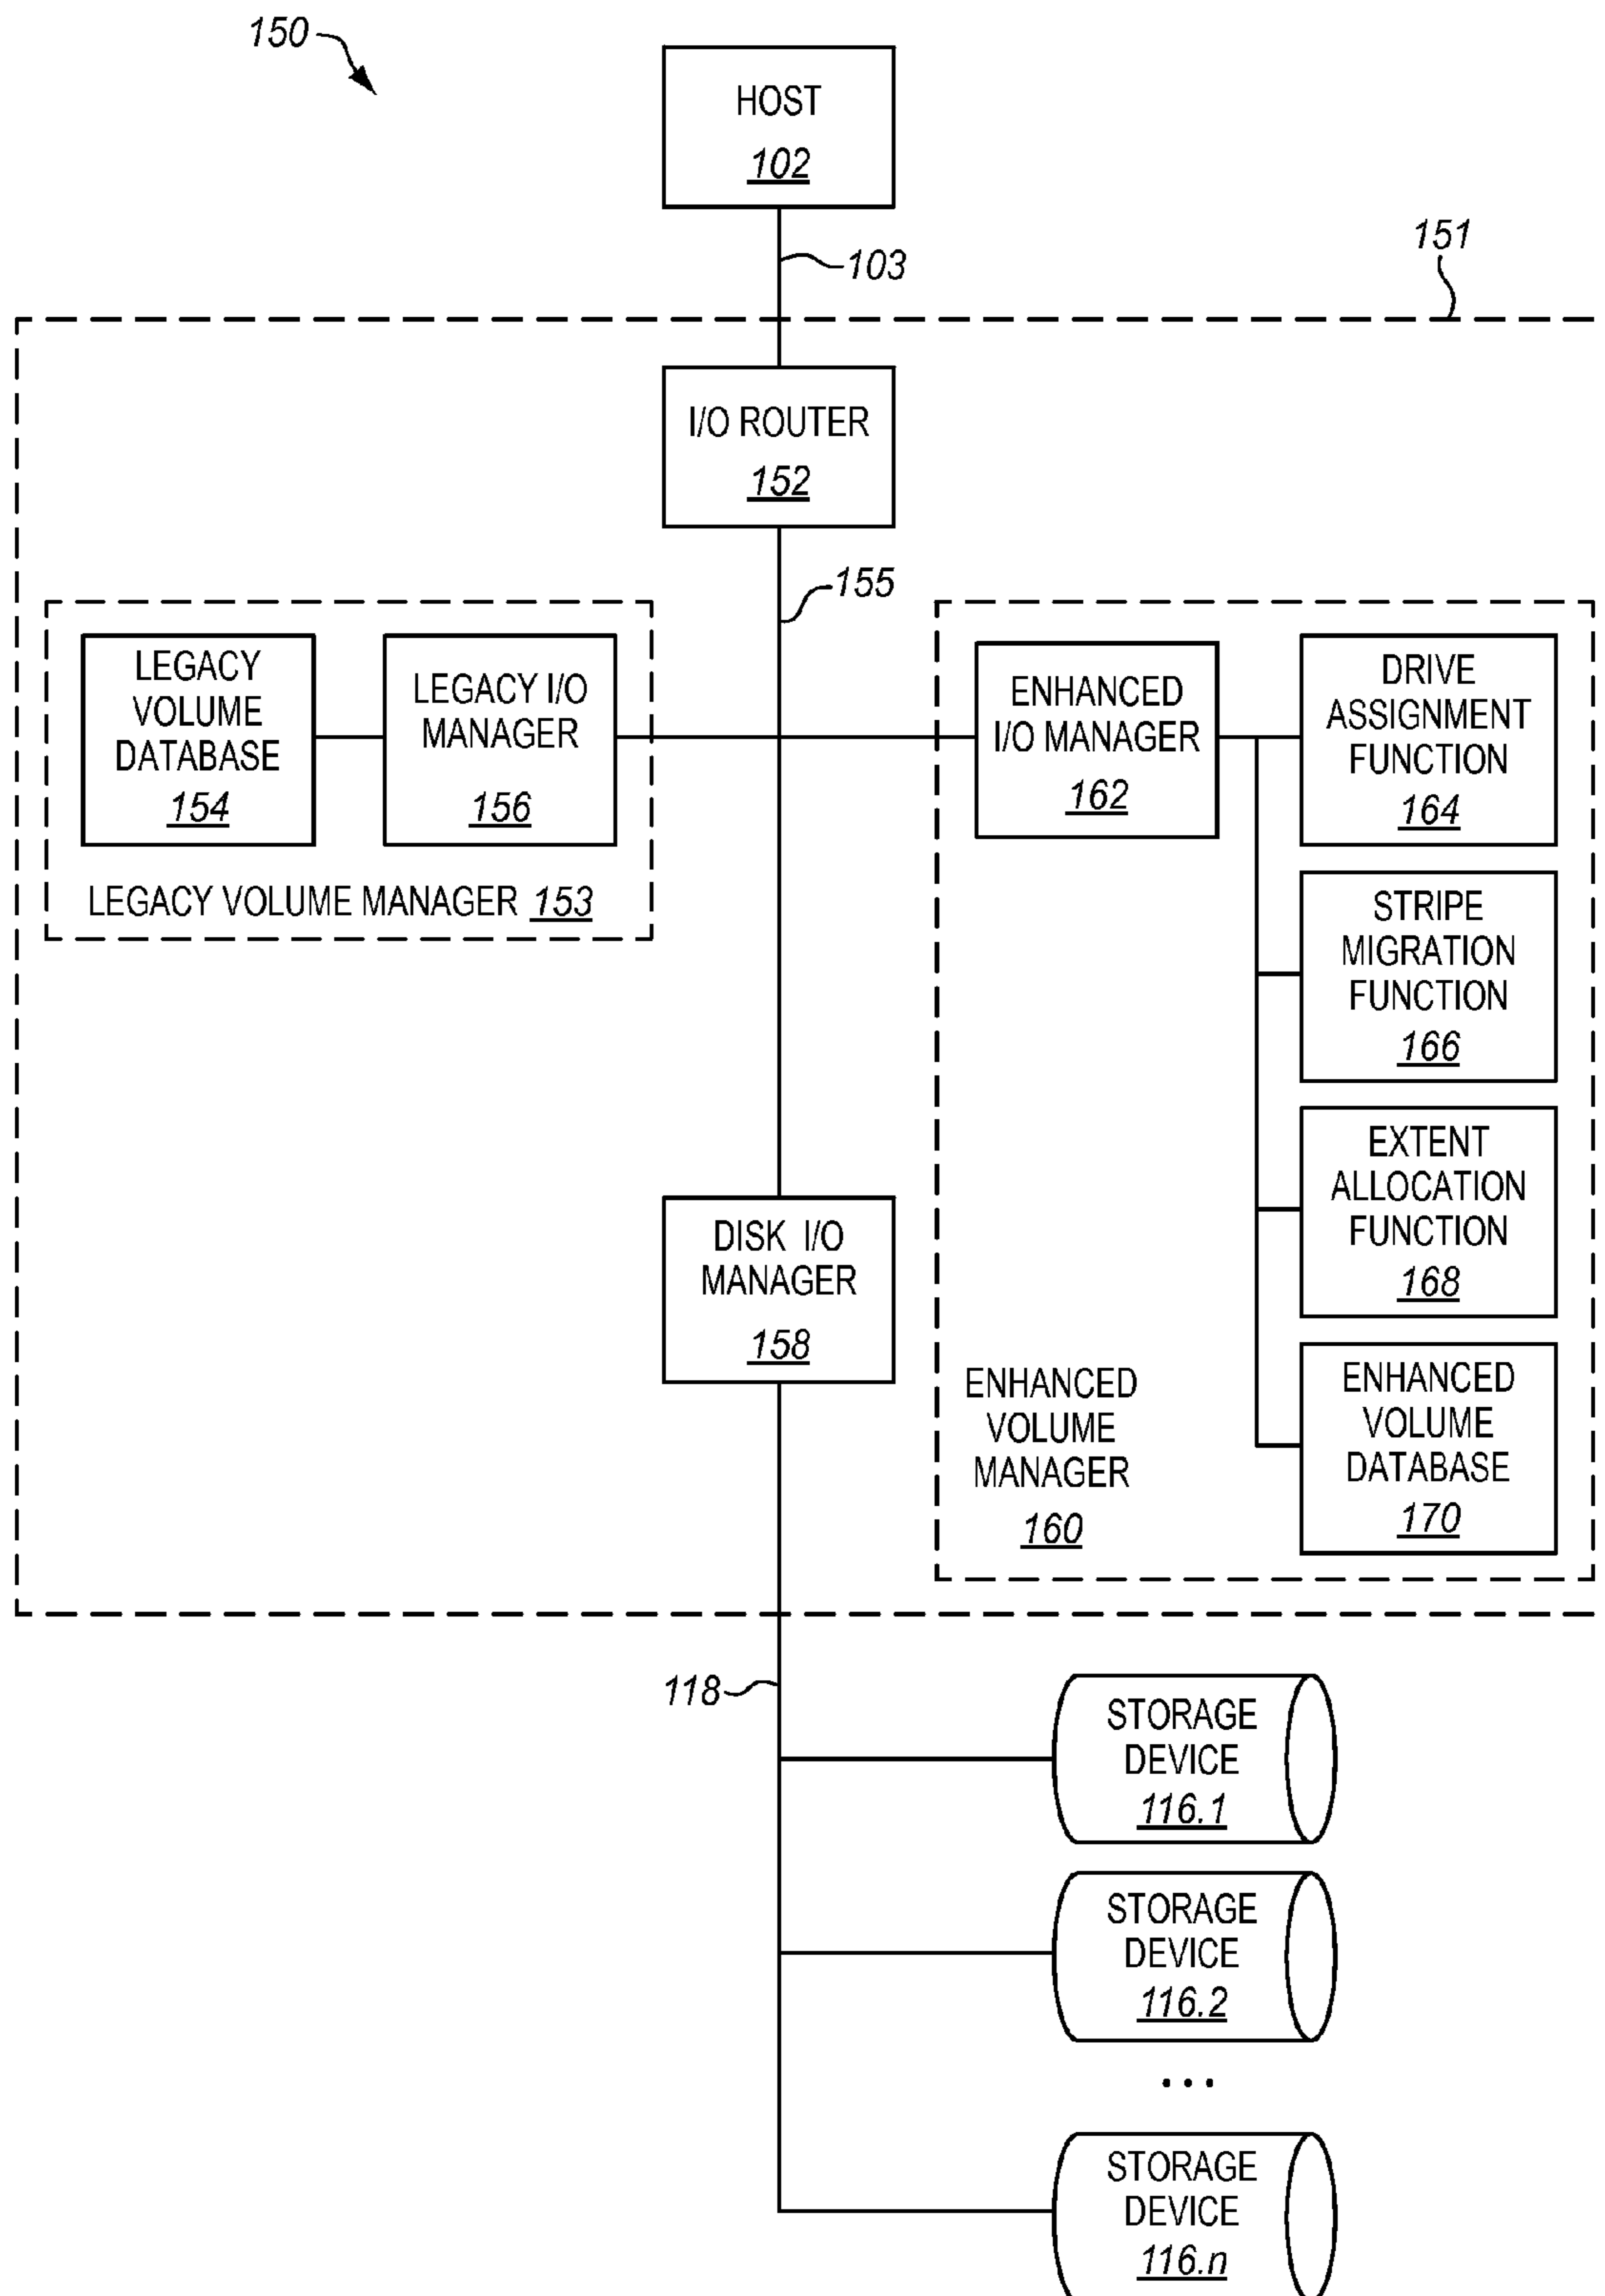 150
HOST
102
103
151
I/O ROUTER
152
155
LEGACY
VOLUME
DATABASE
154
LEGACY I/O
MANAGER
156
LEGACY VOLUME MANAGER 153
ENHANCED
I/O MANAGER
162
DRIVE
ASSIGNMENT
FUNCTION
164
STRIPE
MIGRATION
FUNCTION
166
EXTENT
ALLOCATION
FUNCTION
168
ENHANCED
VOLUME
DATABASE
170
DISK I/O
MANAGER
158
ENHANCED
VOLUME
MANAGER
160
118
STORAGE
DEVICE
116.1
STORAGE
DEVICE
116.2
...
STORAGE
DEVICE
116.n